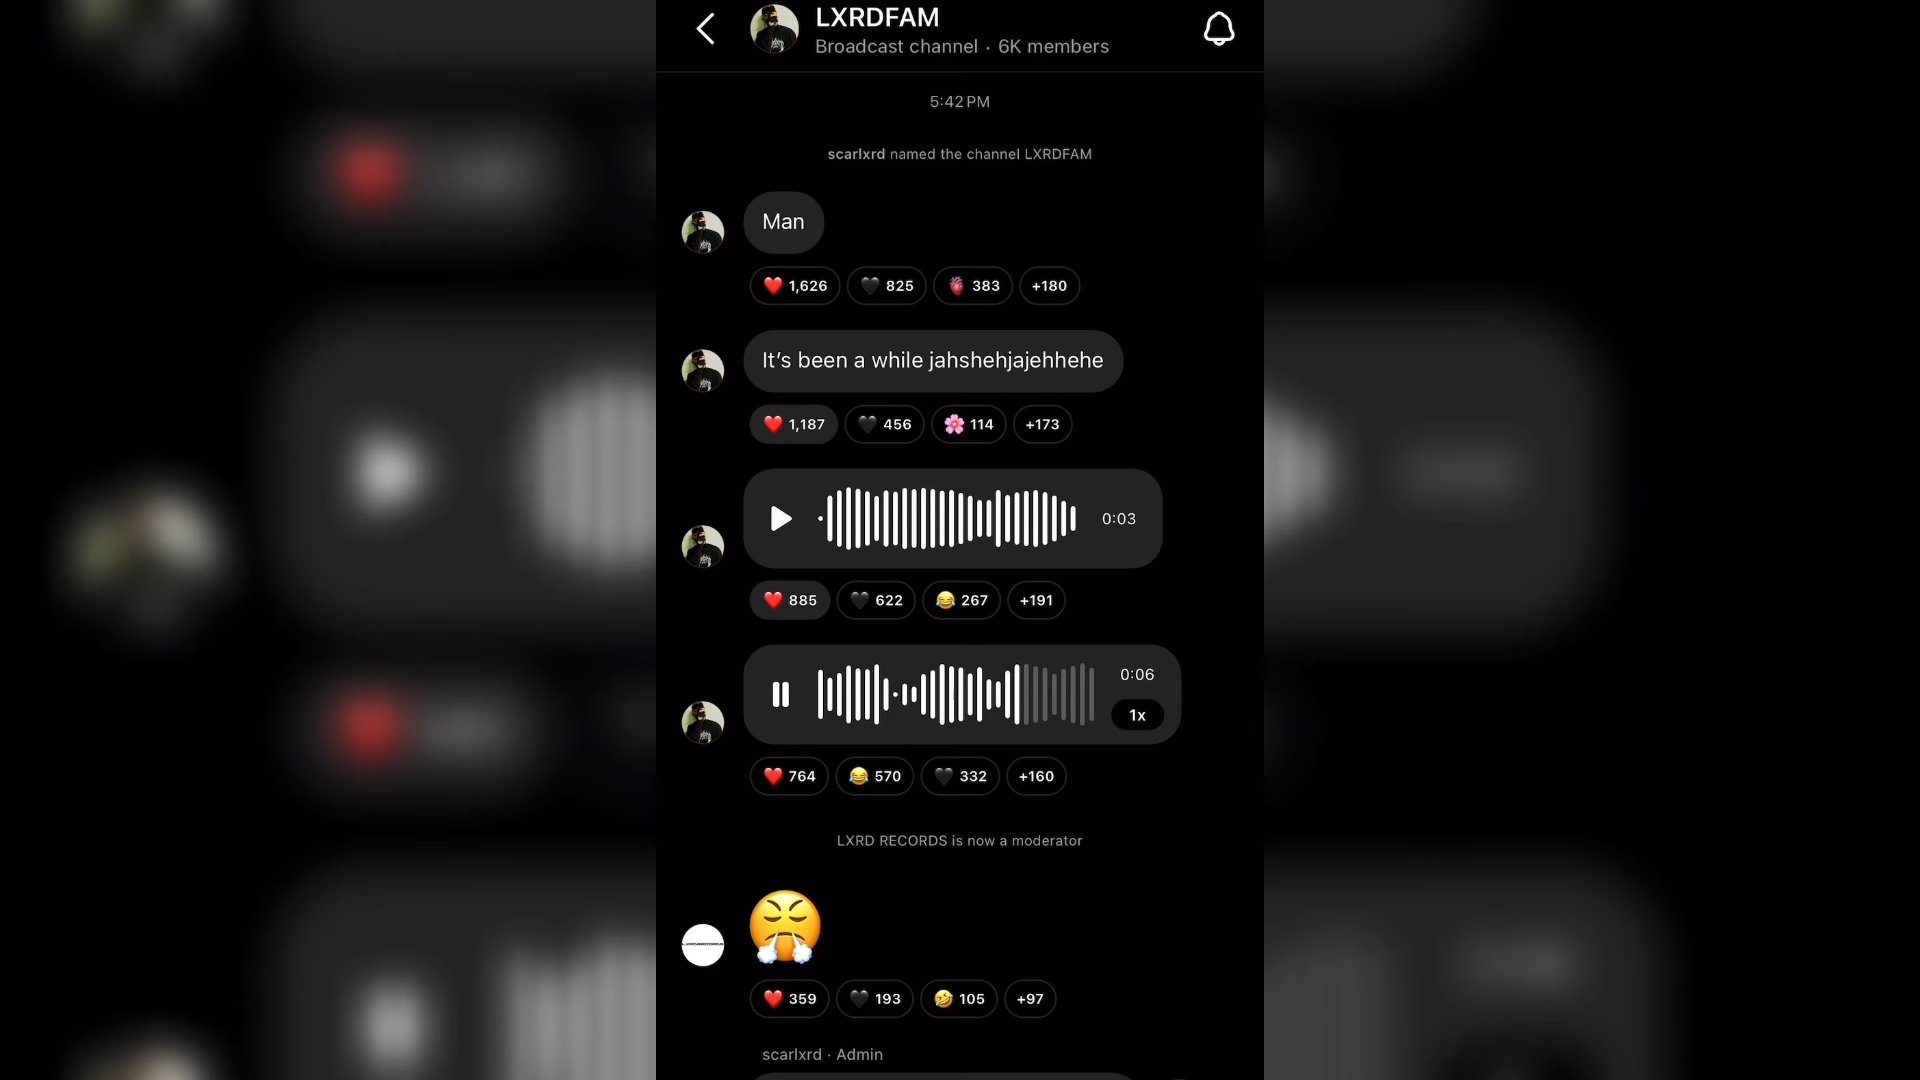 LXRDFAM
Broadcast channel · 6K members
5:42 PM
scarlxrd named the channel LXRDFAM
Man
❤️ 1,626 🖤 825 🫀 383 +180
It’s been a while jahshehjajehhehe
❤️ 1,187 🖤 456 🌸 114 +173
0:03
❤️ 885 🖤 622 😂 267 +191
0:06
1x
❤️ 764 😂 570 🖤 332 +160
LXRD RECORDS is now a moderator
😤
❤️ 359 🖤 193 🤣 105 +97
scarlxrd · Admin